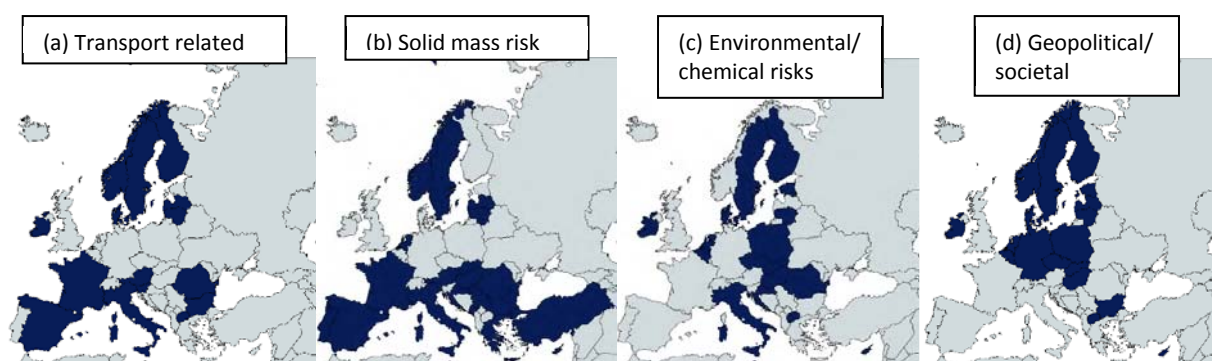 (a) Transport related
(b) Solid mass risk
(c) Environmental/
chemical risks
(d) Geopolitical/
societal